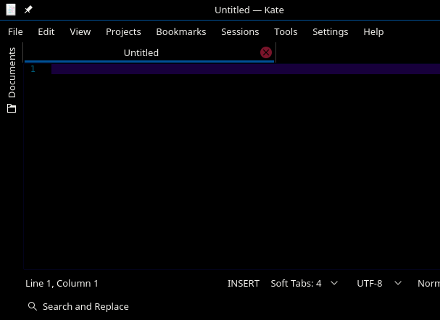 Untitled — Kate
File Edit View Projects Bookmarks Sessions Tools Settings Help
Documents
Untitled
1
Line 1, Column 1 INSERT Soft Tabs: 4 UTF-8 Norm
Search and Replace